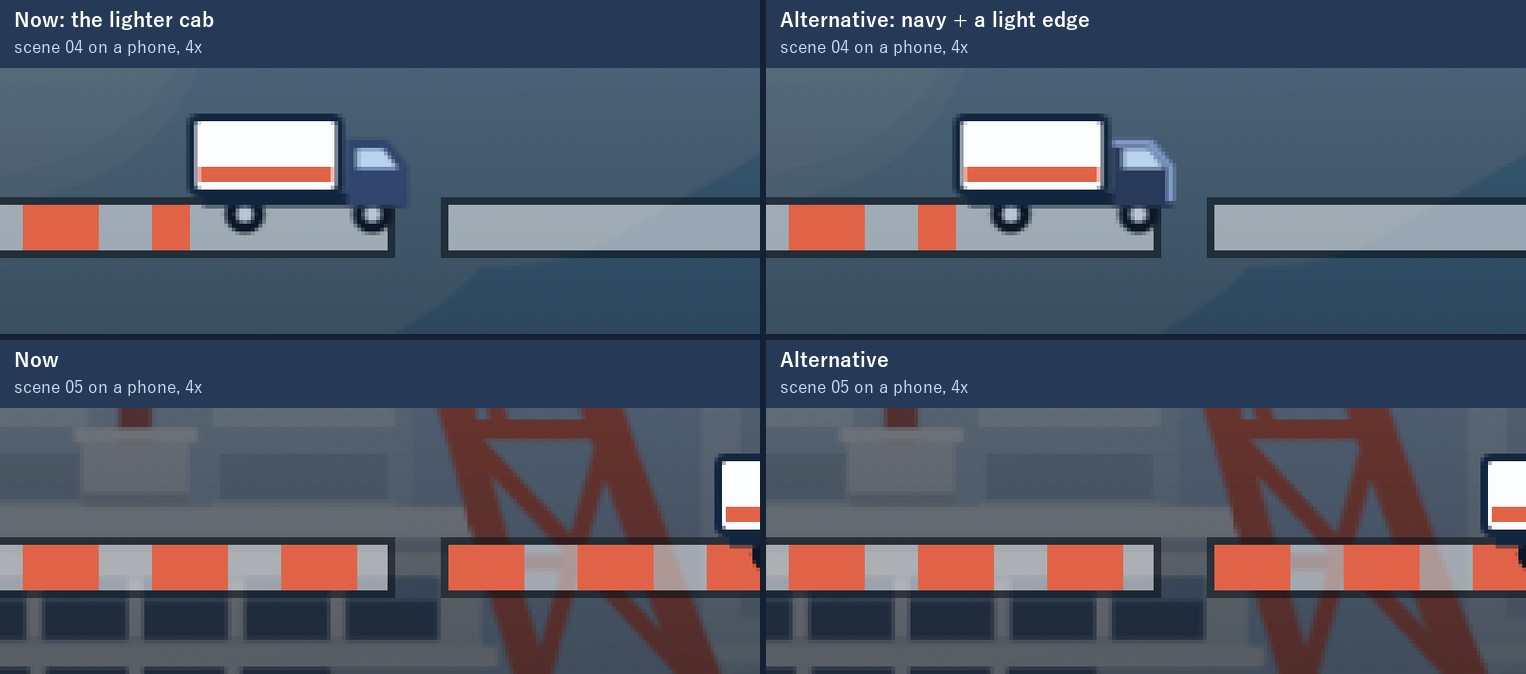 Now: the lighter cab
scene 04 on a phone, 4x
Alternative: navy + a light edge
scene 04 on a phone, 4x
Now
scene 05 on a phone, 4x
Alternative
scene 05 on a phone, 4x